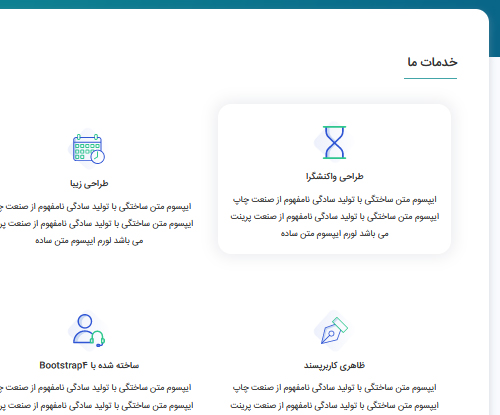 خدمات ما
طراحی واکنشگرا
ایپسوم متن ساختگی با تولید سادگی نامفهوم از صنعت چاپ
ایپسوم متن ساختگی با تولید سادگی نامفهوم از صنعت پرینت
می باشد لورم ایپسوم متن ساده
طراحی زیبا
ایپسوم متن ساختگی با تولید سادگی نامفهوم از صنعت
ایپسوم متن ساختگی با تولید سادگی نامفهوم از صنعت
می باشد لورم ایپسوم متن ساده
ظاهری کاربرپسند
ایپسوم متن ساختگی با تولید سادگی نامفهوم از صنعت چاپ
ایپسوم متن ساختگی با تولید سادگی نامفهوم از صنعت پرینت
ساخته شده با Bootstrap۴
ایپسوم متن ساختگی با تولید سادگی نامفهوم از صنعت
ایپسوم متن ساختگی با تولید سادگی نامفهوم از صنعت